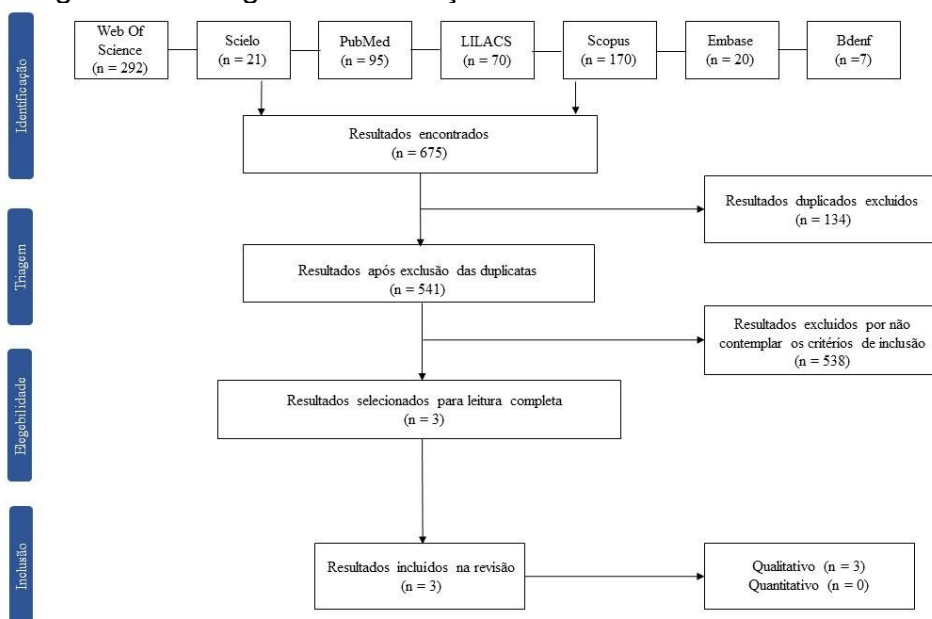 Identificação
Web Of
Science
(n = 292)
Scielo
(n = 21)
PubMed
(n = 95)
LILACS
(n = 70)
Scopus
(n = 170)
Embase
(n = 20)
Bdenf
(n =7)
Resultados encontrados
(n = 675)
Resultados duplicados excluidos
(n = 134)
Triagem
Resultados após exclusão das duplicatas
(n = 541)
Resultados excluidos por não
contemplar os critérios de inclusão
(n = 538)
Elegebilidade
Resultados selecionados para leitura completa
(n = 3)
Inclusão
Resultados incluídos na revisão
(n = 3)
Qualitativo (n = 3)
Quantitativo (n = 0)